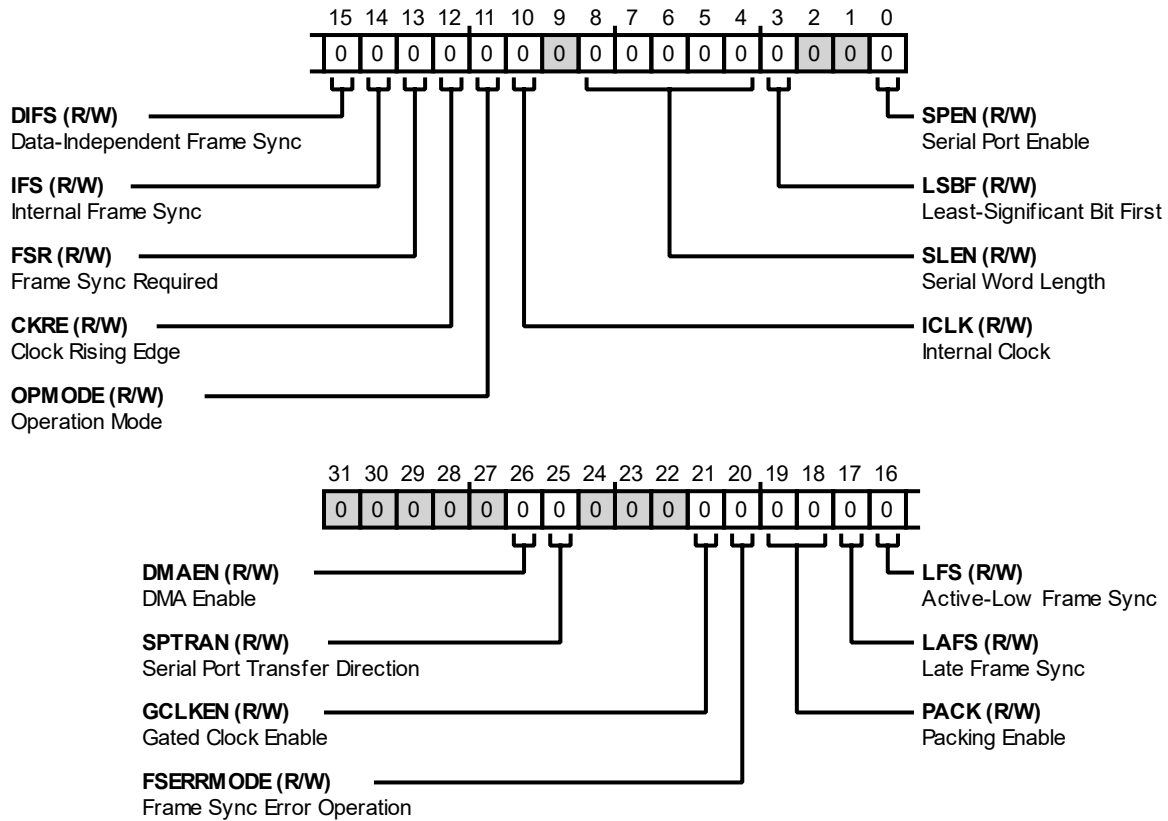 15 14 13 12 11 10 9 8 7 6 5 4 3 2 1 0
0 0 0 0 0 0 0 0 0 0 0 0 0 0 0 0
DIFS (R/W)
Data-Independent Frame Sync
IFS (R/W)
Internal Frame Sync
FSR (R/W)
Frame Sync Required
CKRE (R/W)
Clock Rising Edge
OPMODE (R/W)
Operation Mode
SPEN (R/W)
Serial Port Enable
LSBF (R/W)
Least-Significant Bit First
SLEN (R/W)
Serial Word Length
ICLK (R/W)
Internal Clock
31 30 29 28 27 26 25 24 23 22 21 20 19 18 17 16
0 0 0 0 0 0 0 0 0 0 0 0 0 0 0 0
DMAEN (R/W)
DMA Enable
SPTRAN (R/W)
Serial Port Transfer Direction
GCLKEN (R/W)
Gated Clock Enable
FSERRMODE (R/W)
Frame Sync Error Operation
LFS (R/W)
Active-Low Frame Sync
LAFS (R/W)
Late Frame Sync
PACK (R/W)
Packing Enable